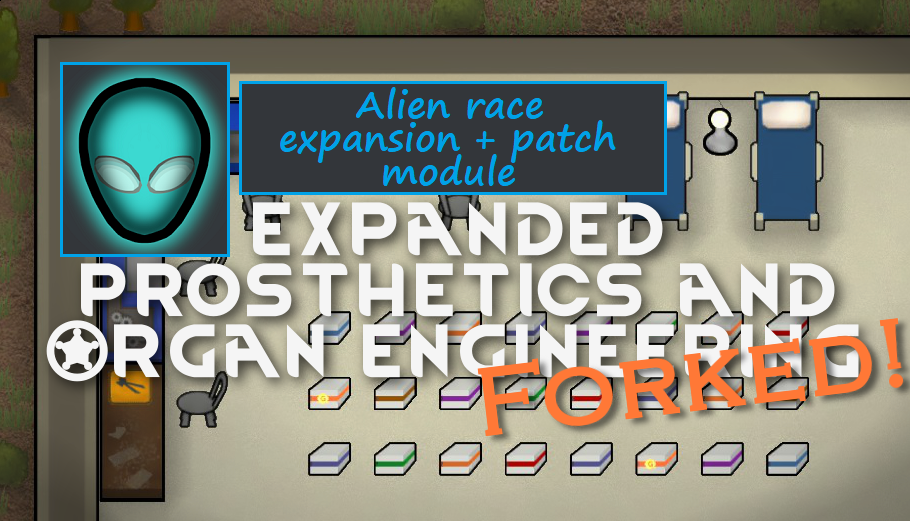 Alien race
expansion + patch
module
EXPANDED
PROSTHETICS AND
ORGAN ENGINEERING
FORKED!